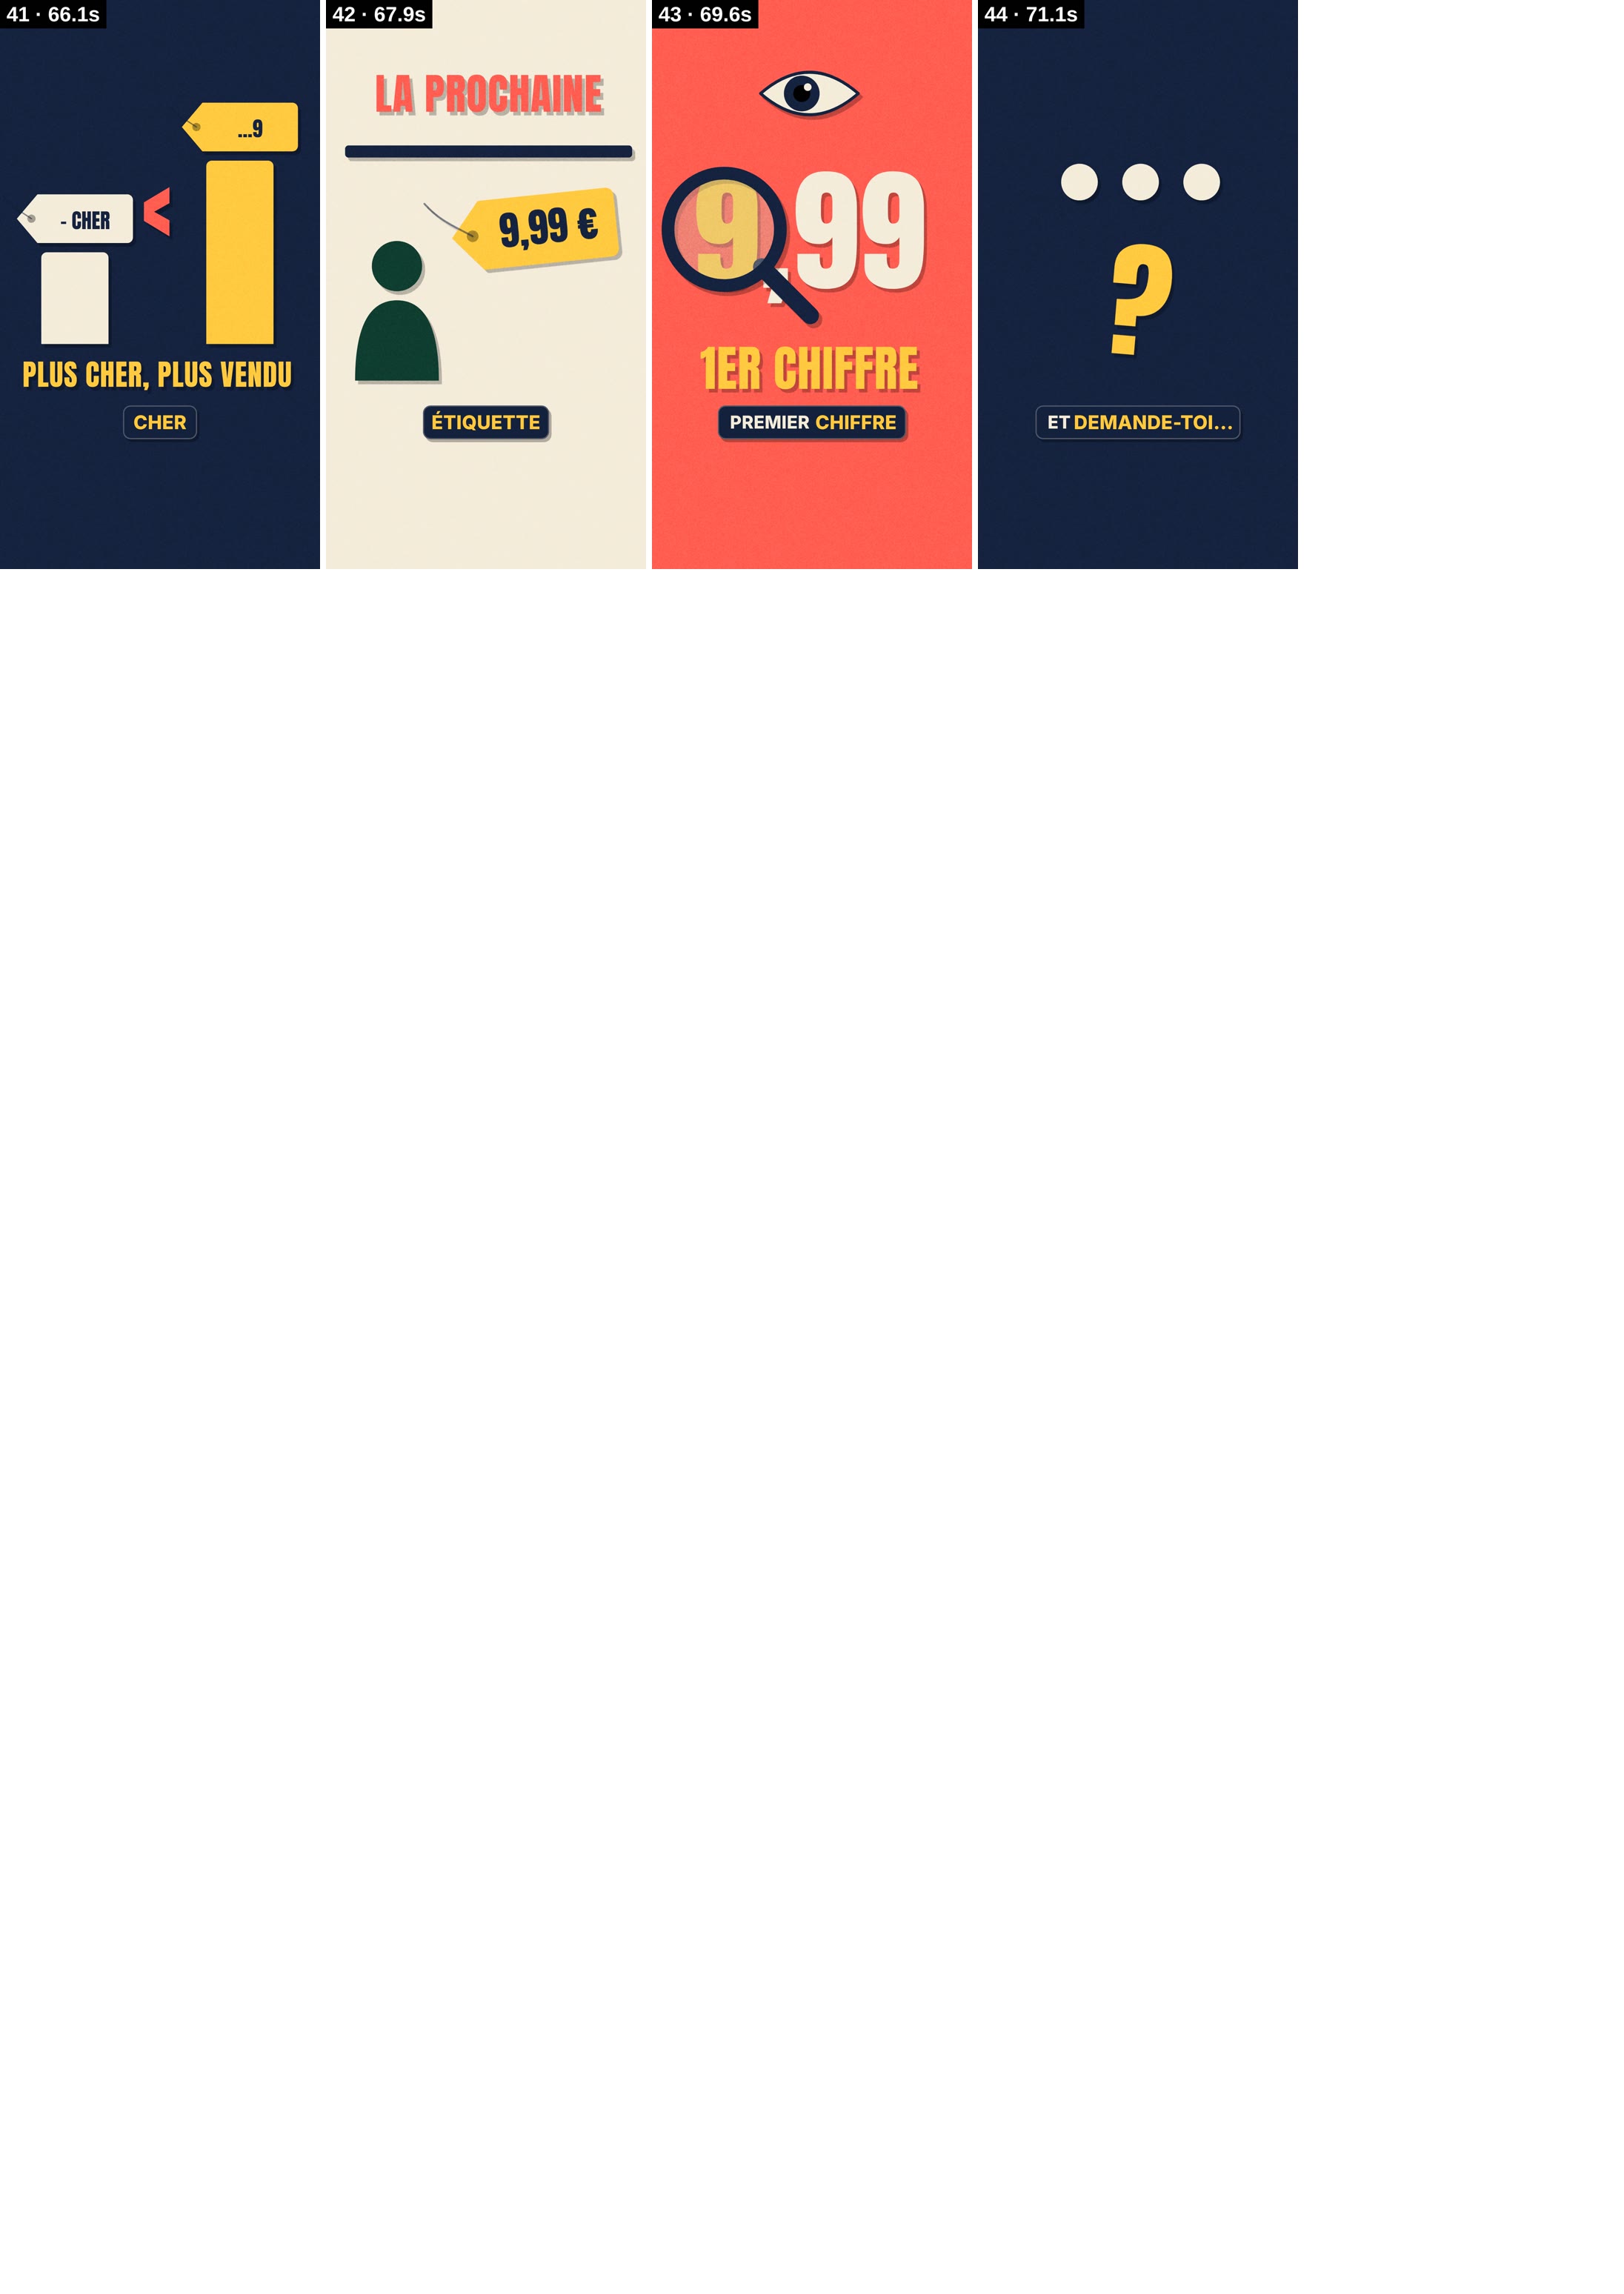 41 · 66.1s
...9
- CHER
<
PLUS CHER, PLUS VENDU
CHER
42 · 67.9s
LA PROCHAINE
9,99 €
ÉTIQUETTE
43 · 69.6s
9,99
1ER CHIFFRE
PREMIER CHIFFRE
44 · 71.1s
?
ET DEMANDE-TOI...